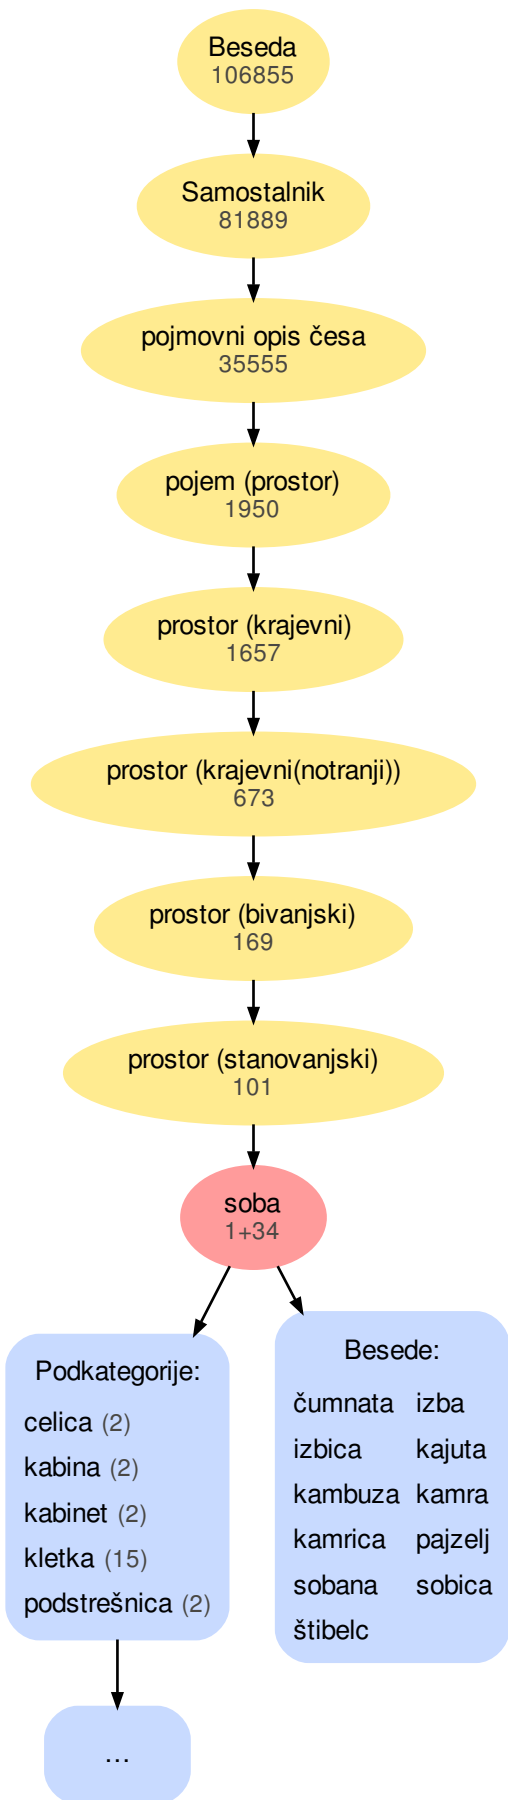 Beseda
106855
Samostalnik
81889
pojmovni opis česa
35555
pojem (prostor)
1950
prostor (krajevni)
1657
prostor (krajevni(notranji))
673
prostor (bivanjski)
169
prostor (stanovanjski)
101
soba
1+34
Podkategorije:
celica (2)
kabina (2)
kabinet (2)
kletka (15)
podstrešnica (2)
Besede:
čumnata izba
izbica kajuta
kambuza kamra
kamrica pajzelj
sobana sobica
štibelc
...